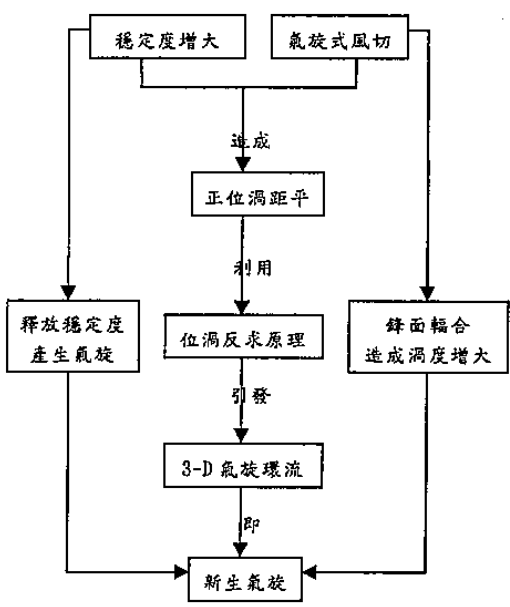 穩定度增大
氣旋式風切
造成
正位渦距平
利用
釋放穩定度
產生氣旋
位渦反求原理
鋒面輻合
造成渦度增大
引發
3-D 氣旋環流
即
新生氣旋